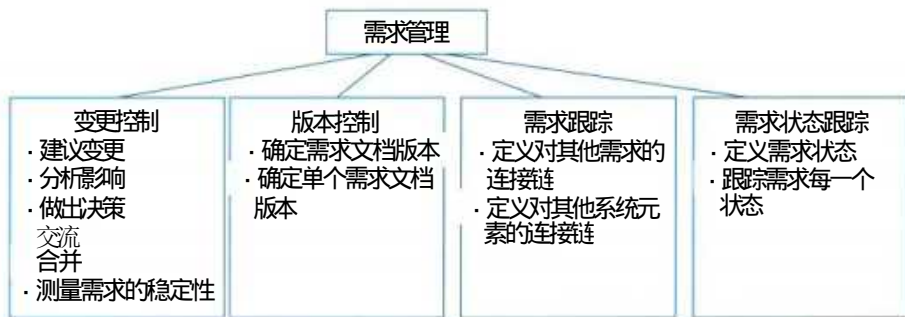 需求管理
变更控制
· 建议变更
· 分析影响
· 做出决策
交流
合并
· 测量需求的稳定性
版本控制
· 确定需求文档版本
· 确定单个需求文档
版本
需求跟踪
· 定义对其他需求的
连接链
· 定义对其他系统元
素的连接链
需求状态跟踪
· 定义需求状态
· 跟踪需求每一个
状态